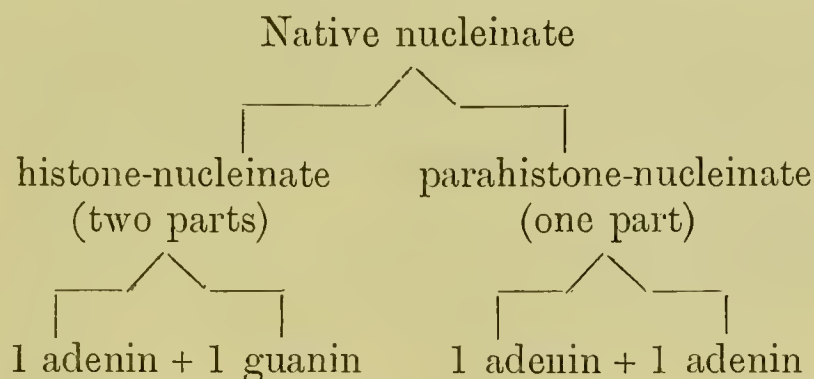 Native nucleinate
histone-nucleinate parahistone-nucleinate
(two parts) (one part)
1 adenin + 1 guanin 1 adenin + 1 adenin